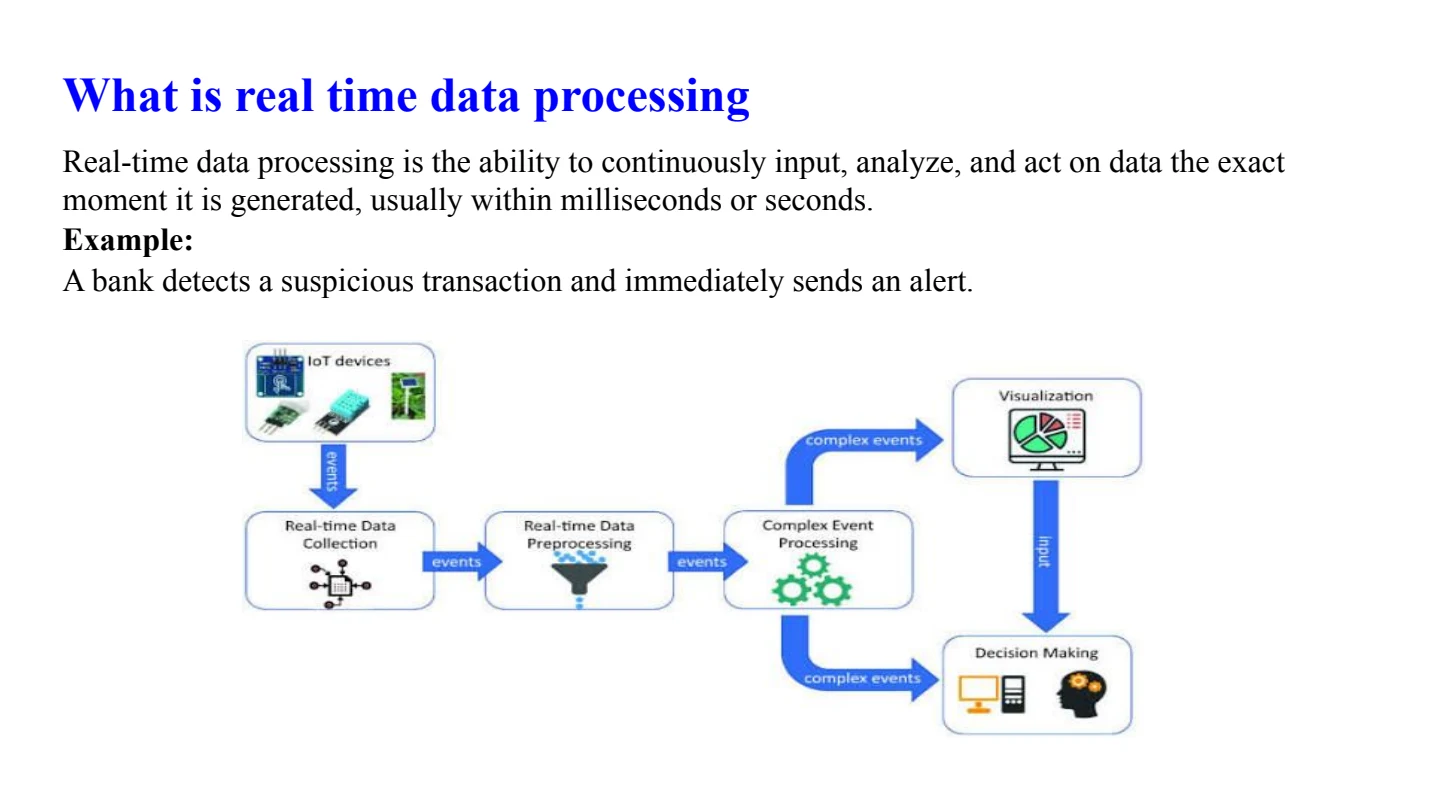 What is real time data processing
Real-time data processing is the ability to continuously input, analyze, and act on data the exact
moment it is generated, usually within milliseconds or seconds.
Example:
A bank detects a suspicious transaction and immediately sends an alert.
IoT devices
events
Real-time Data
Collection
events
Real-time Data
Preprocessing
events
Complex Event
Processing
complex events
Visualization
input
complex events
Decision Making